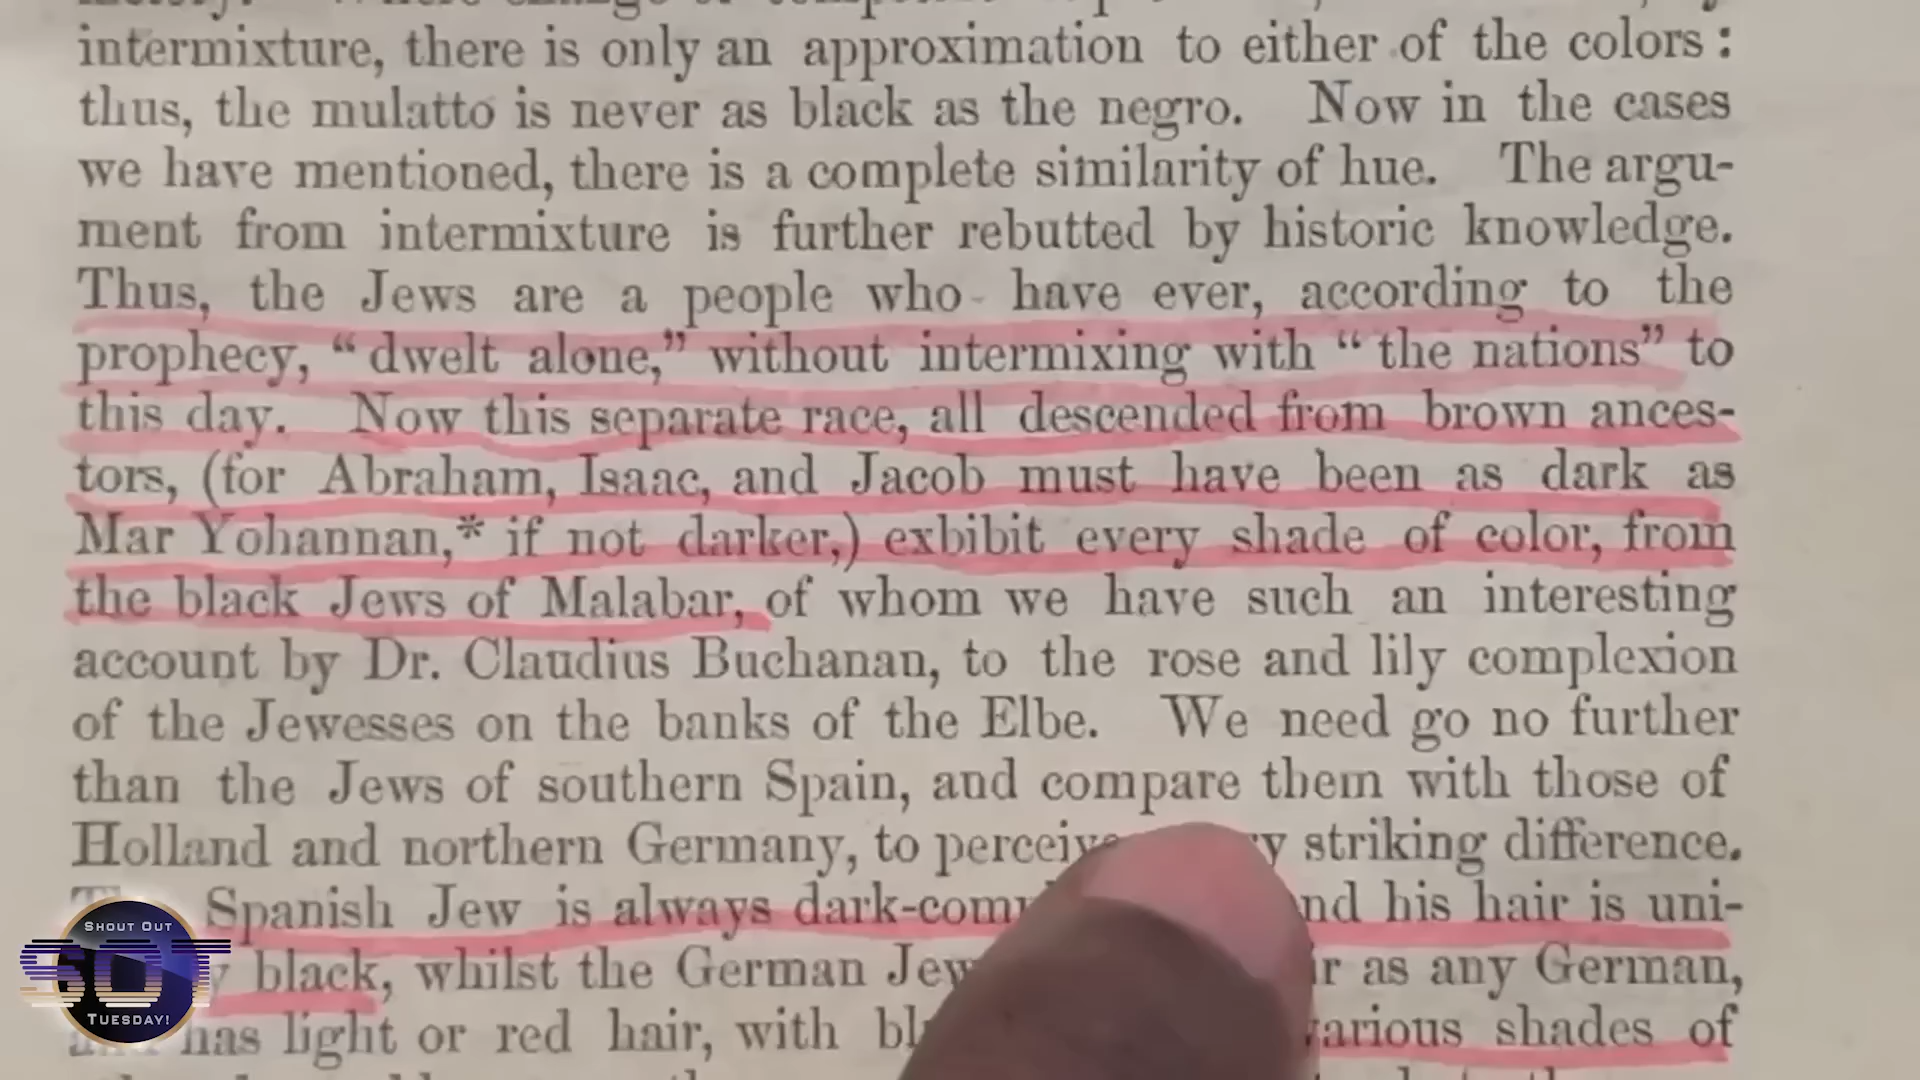 intermixture, there is only an approximation to either of the colors :
thus, the mulatto is never as black as the negro. Now in the cases
we have mentioned, there is a complete similarity of hue. The argu-
ment from intermixture is further rebutted by historic knowledge.
Thus, the Jews are a people who have ever, according to the
prophecy, “dwelt alone,” without intermixing with “the nations” to
this day. Now this separate race, all descended from brown ances-
tors, (for Abraham, Isaac, and Jacob must have been as dark as
Mar Yohannan,* if not darker,) exbibit every shade of color, from
the black Jews of Malabar, of whom we have such an interesting
account by Dr. Claudius Buchanan, to the rose and lily complexion
of the Jewesses on the banks of the Elbe. We need go no further
than the Jews of southern Spain, and compare them with those of
Holland and northern Germany, to striking difference.
Spanish Jew is always his hair is uni-
black, whilst the German as any German,
has light or red hair, with shades of
SHOUT OUT
SOT
TUESDAY!